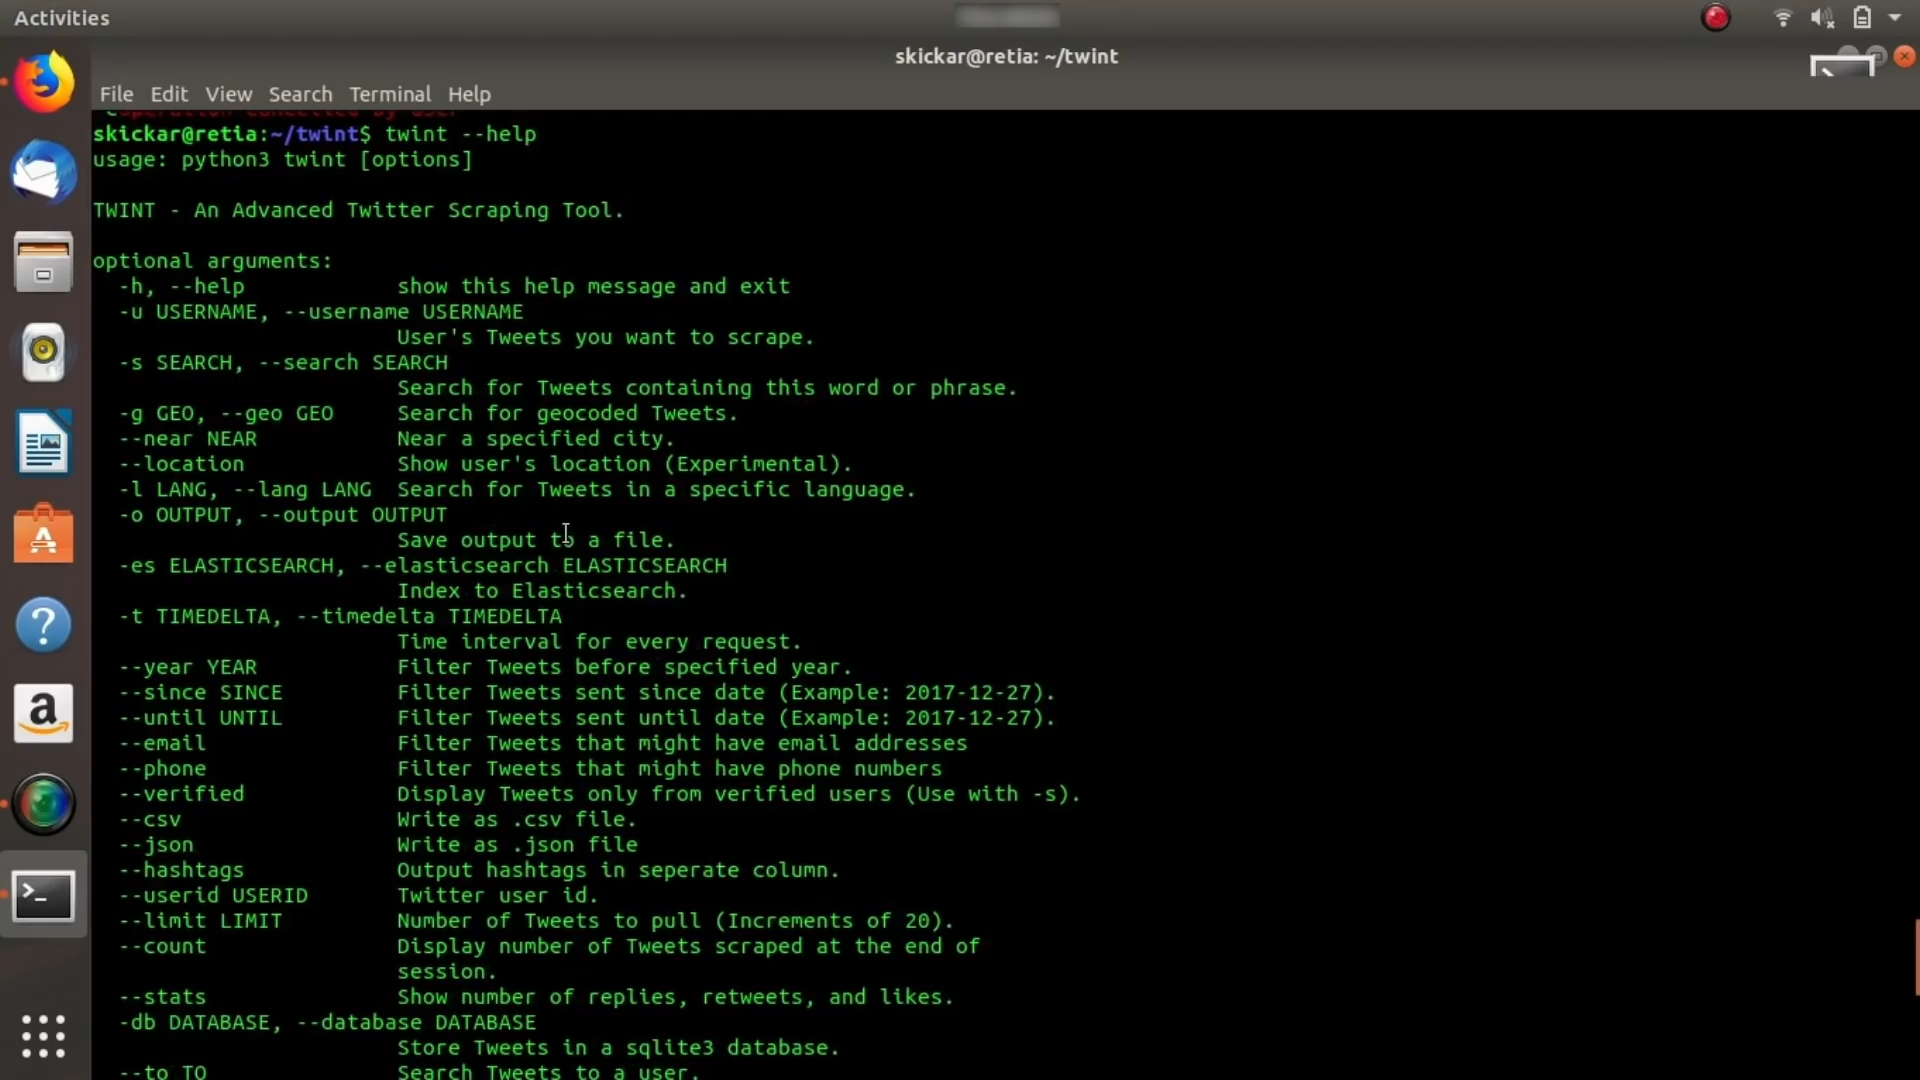 Activities
skickar@retia: ~/twint
File Edit View Search Terminal Help
skickar@retia:~/twint$ twint --help
usage: python3 twint [options]
TWINT - An Advanced Twitter Scraping Tool.
optional arguments:
-h, --help show this help message and exit
-u USERNAME, --username USERNAME
User's Tweets you want to scrape.
-s SEARCH, --search SEARCH
Search for Tweets containing this word or phrase.
-g GEO, --geo GEO Search for geocoded Tweets.
--near NEAR Near a specified city.
--location Show user's location (Experimental).
-l LANG, --lang LANG Search for Tweets in a specific language.
-o OUTPUT, --output OUTPUT
Save output to a file.
-es ELASTICSEARCH, --elasticsearch ELASTICSEARCH
Index to Elasticsearch.
-t TIMEDELTA, --timedelta TIMEDELTA
Time interval for every request.
--year YEAR Filter Tweets before specified year.
--since SINCE Filter Tweets sent since date (Example: 2017-12-27).
--until UNTIL Filter Tweets sent until date (Example: 2017-12-27).
--email Filter Tweets that might have email addresses
--phone Filter Tweets that might have phone numbers
--verified Display Tweets only from verified users (Use with -s).
--csv Write as .csv file.
--json Write as .json file
--hashtags Output hashtags in seperate column.
--userid USERID Twitter user id.
--limit LIMIT Number of Tweets to pull (Increments of 20).
--count Display number of Tweets scraped at the end of
session.
--stats Show number of replies, retweets, and likes.
-db DATABASE, --database DATABASE
Store Tweets in a sqlite3 database.
--to TO Search Tweets to a user.